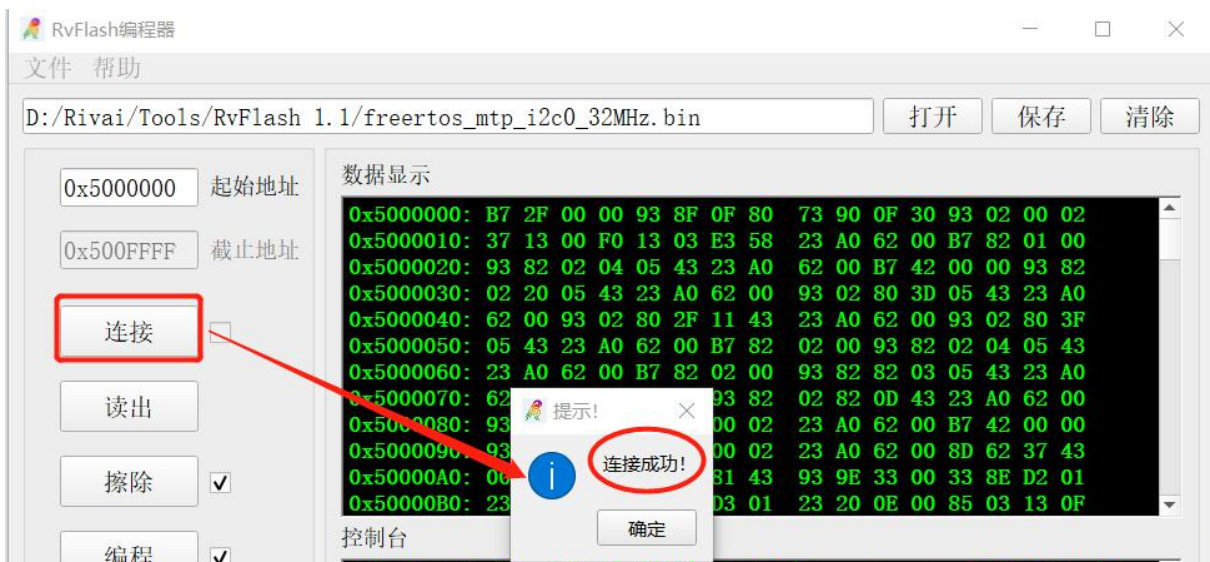 RvFlash编程器
文件 帮助
D:/Rivai/Tools/RvFlash 1.1/freertos_mtp_i2c0_32MHz.bin 打开 保存 清除
0x5000000 起始地址
0x500FFFF 截止地址
连接
读出
擦除
编程
数据显示
0x5000000: B7 2F 00 00 93 8F 0F 80 73 90 0F 30 93 02 00 02
0x5000010: 37 13 00 F0 13 03 E3 58 23 A0 62 00 B7 82 01 00
0x5000020: 93 82 02 04 05 43 23 A0 62 00 B7 42 00 00 93 82
0x5000030: 02 20 05 43 23 A0 62 00 93 02 80 3D 05 43 23 A0
0x5000040: 62 00 93 02 80 2F 11 43 23 A0 62 00 93 02 80 3F
0x5000050: 05 43 23 A0 62 00 B7 82 02 00 93 82 02 04 05 43
0x5000060: 23 A0 62 00 B7 82 02 00 93 82 82 03 05 43 23 A0
0x5000070: 62 93 82 02 82 0D 43 23 A0 62 00
0x5000080: 93 00 02 23 A0 62 00 B7 42 00 00
0x5000090: 93 00 02 23 A0 62 00 8D 62 37 43
0x50000A0: 00 81 43 93 9E 33 00 33 8E D2 01
0x50000B0: 23 D3 01 23 20 0E 00 85 03 13 0F
提示!
连接成功!
确定
控制台